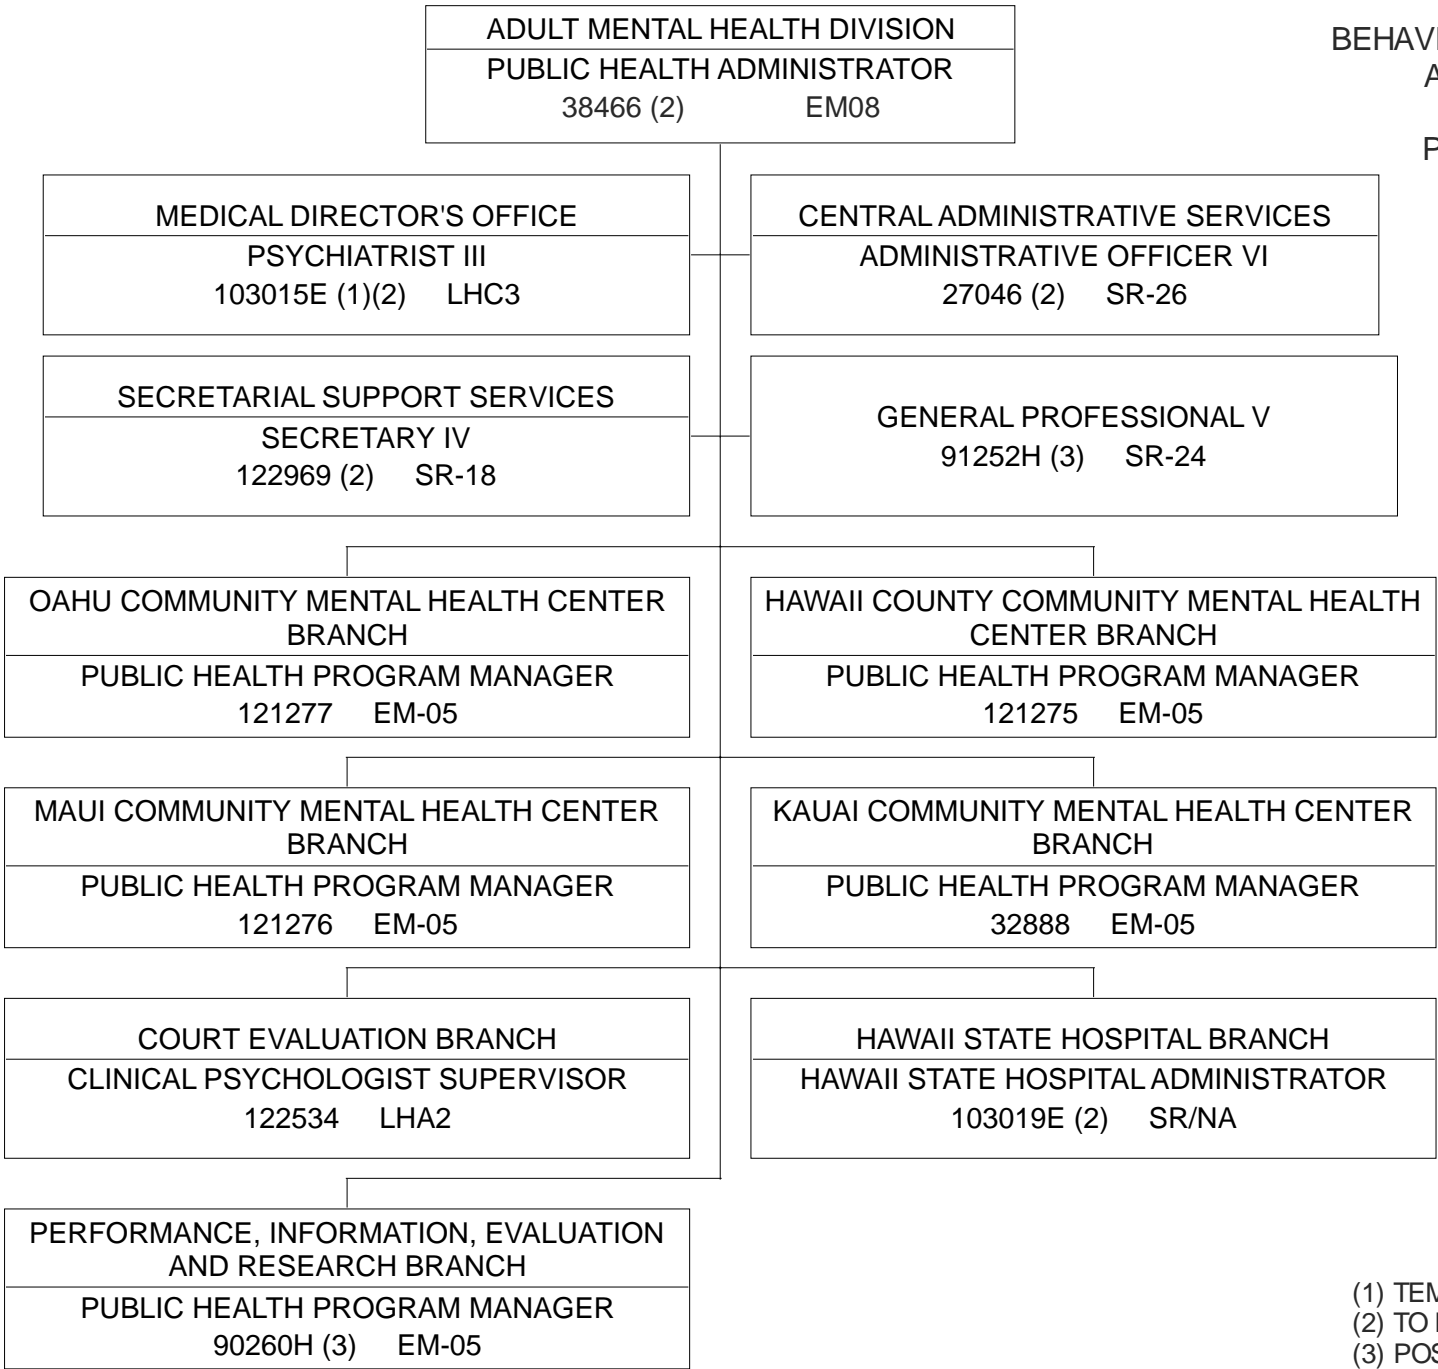 ADULT MENTAL HEALTH DIVISION
PUBLIC HEALTH ADMINISTRATOR
38466 (2) EM08
MEDICAL DIRECTOR'S OFFICE
PSYCHIATRIST III
103015E (1)(2) LHC3
CENTRAL ADMINISTRATIVE SERVICES
ADMINISTRATIVE OFFICER VI
27046 (2) SR-26
SECRETARIAL SUPPORT SERVICES
SECRETARY IV
122969 (2) SR-18
GENERAL PROFESSIONAL V
91252H (3) SR-24
OAHU COMMUNITY MENTAL HEALTH CENTER
BRANCH
PUBLIC HEALTH PROGRAM MANAGER
121277 EM-05
HAWAII COUNTY COMMUNITY MENTAL HEALTH
CENTER BRANCH
PUBLIC HEALTH PROGRAM MANAGER
121275 EM-05
MAUI COMMUNITY MENTAL HEALTH CENTER
BRANCH
PUBLIC HEALTH PROGRAM MANAGER
121276 EM-05
KAUAI COMMUNITY MENTAL HEALTH CENTER
BRANCH
PUBLIC HEALTH PROGRAM MANAGER
32888 EM-05
COURT EVALUATION BRANCH
CLINICAL PSYCHOLOGIST SUPERVISOR
122534 LHA2
HAWAII STATE HOSPITAL BRANCH
HAWAII STATE HOSPITAL ADMINISTRATOR
103019E (2) SR/NA
PERFORMANCE, INFORMATION, EVALUATION
AND RESEARCH BRANCH
PUBLIC HEALTH PROGRAM MANAGER
90260H (3) EM-05
(1)
(2) TO
(3)